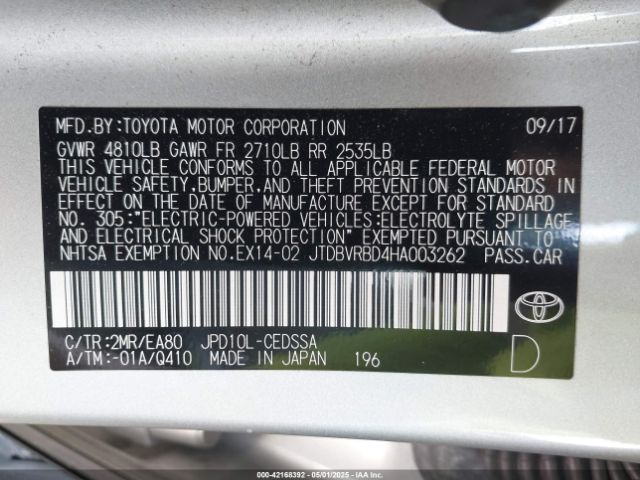 MFD.BY:TOYOTA MOTOR CORPORATION 09/17
GVWR 4810LB GAWR FR 2710LB RR 2535LB
THIS VEHICLE CONFORMS TO ALL APPLICABLE FEDERAL MOTOR
VEHICLE SAFETY,BUMPER,AND THEFT PREVENTION STANDARDS IN
EFFECT ON THE DATE OF MANUFACTURE EXCEPT FOR STANDARD
NO. 305:"ELECTRIC-POWERED VEHICLES:ELECTROLYTE SPILLAGE
AND ELECTRICAL SHOCK PROTECTION" EXEMPTED PURSUANT TO
NHTSA EXEMPTION NO.EX14-02 JTDBVRBD4HA003262 PASS.CAR
TOYOTA
C/TR:2MR/EA80 JPD10L-CEDSSA
A/TM:-01A/Q410 MADE IN JAPAN 196
D
000-42168392 05/01/2025 IAAI.COM